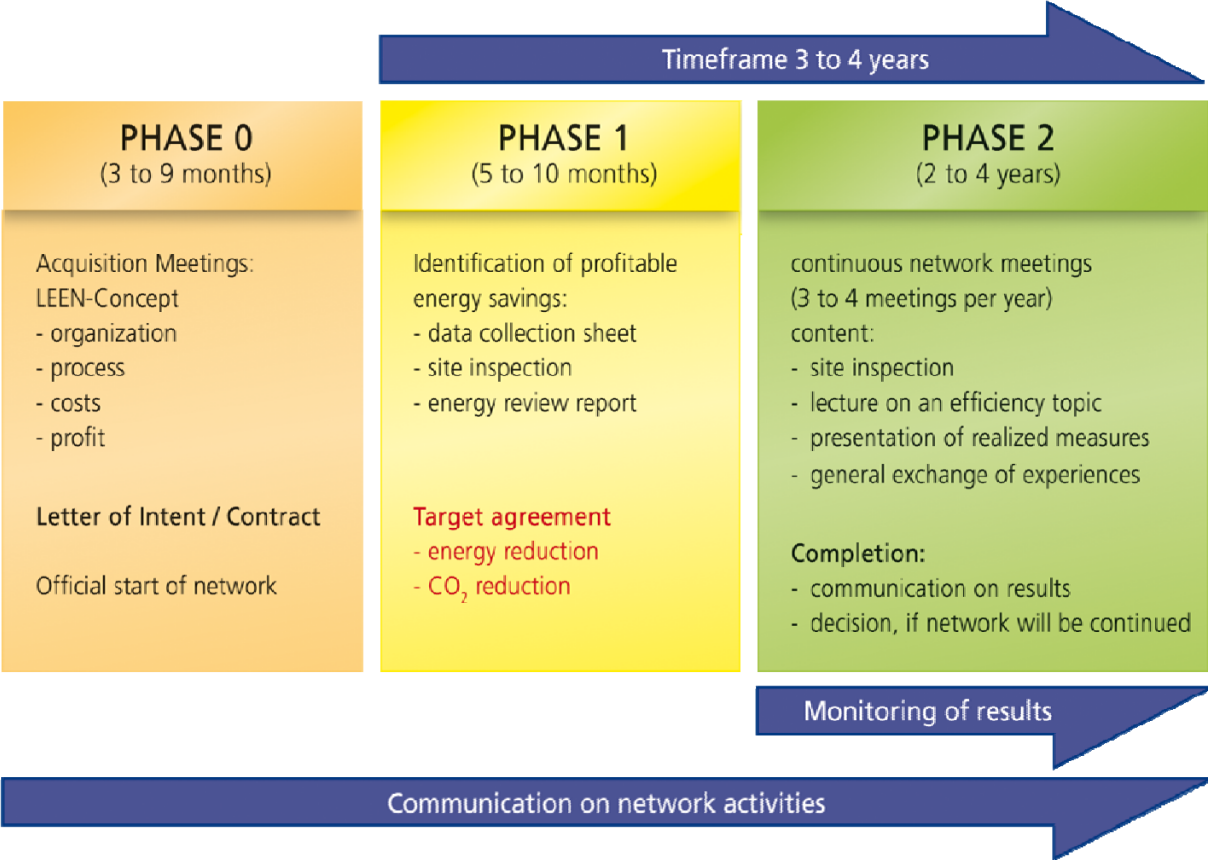 Timeframe 3 to 4 years
PHASE 0
(3 to 9 months)
Acquisition Meetings:
LEEN-Concept
- organization
- process
- costs
- profit
Letter of Intent / Contract
Official start of network
PHASE 1
(5 to 10 months)
Identification of profitable
energy savings:
- data collection sheet
- site inspection
- energy review report
Target agreement
- energy reduction
- CO₂ reduction
PHASE 2
(2 to 4 years)
continuous network meetings
(3 to 4 meetings per year)
content:
- site inspection
- lecture on an efficiency topic
- presentation of realized measures
- general exchange of experiences
Completion:
- communication on results
- decision, if network will be continued
Monitoring of results
Communication on network activities